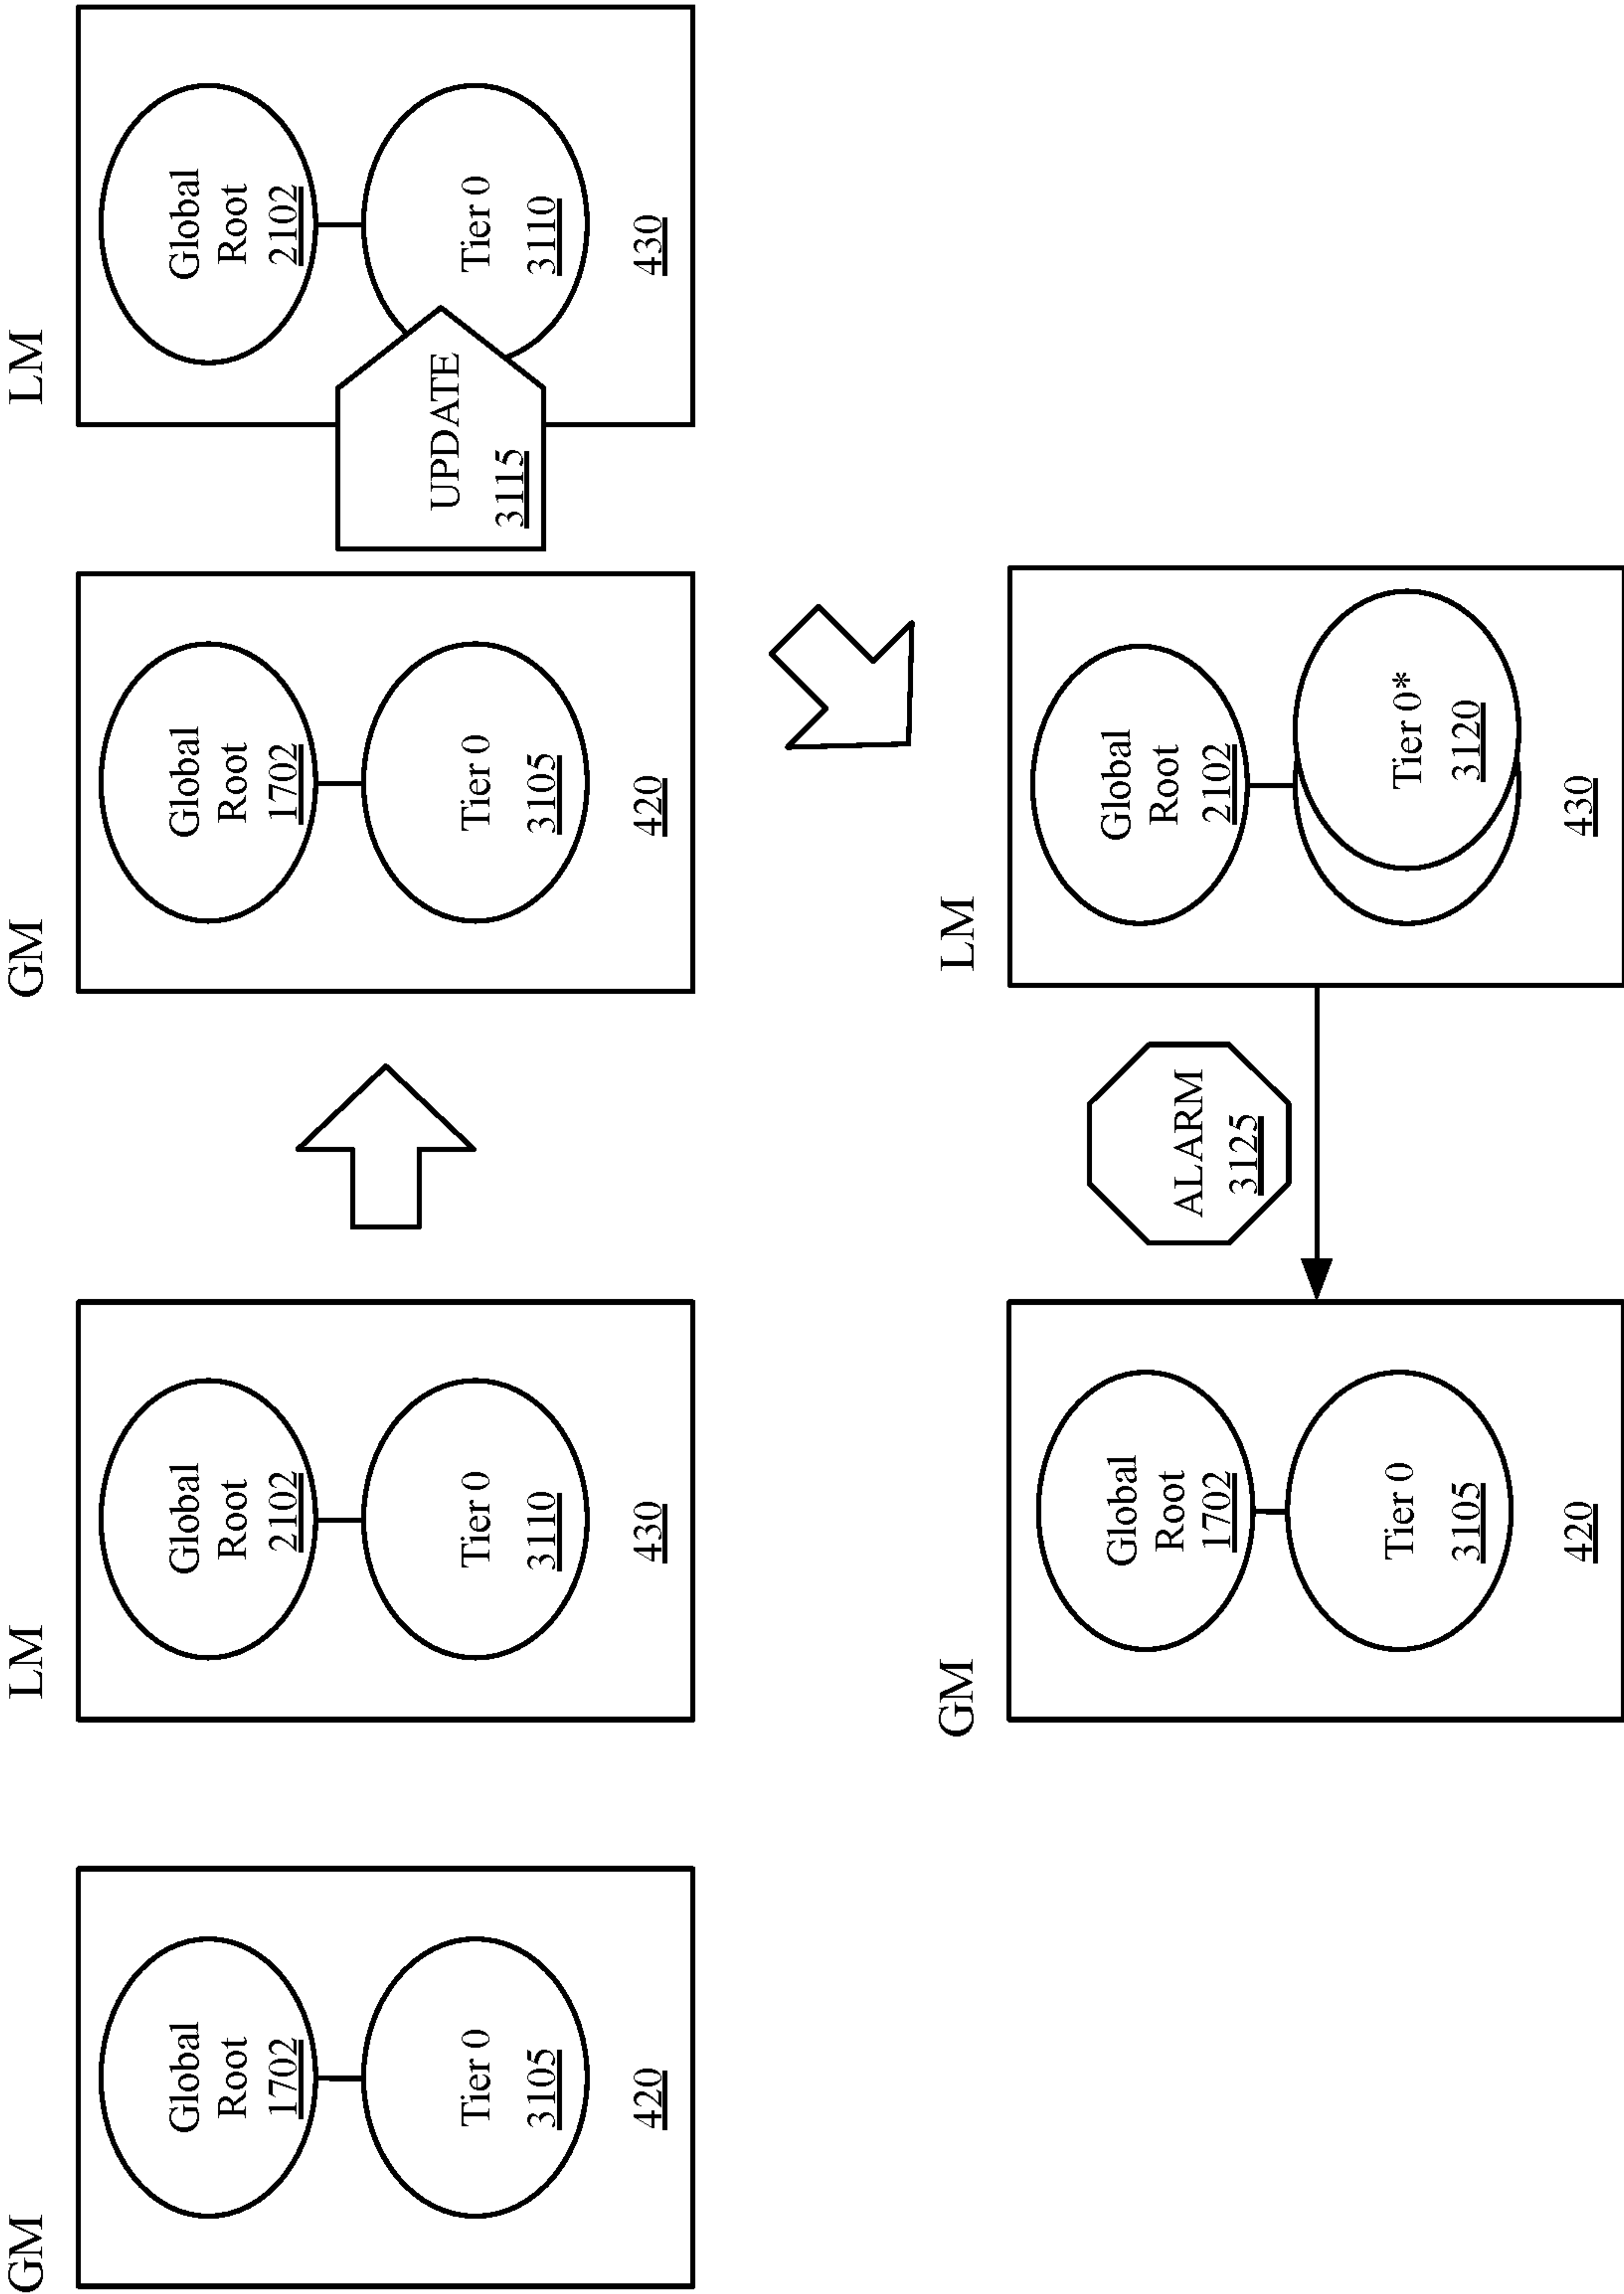 GM
Global
Root
1702
Tier 0
3105
420
LM
Global
Root
2102
Tier 0
3110
430
GM
Global
Root
1702
Tier 0
3105
420
UPDATE
3115
LM
Global
Root
2102
Tier 0
3110
430
GM
Global
Root
1702
Tier 0
3105
420
ALARM
3125
LM
Global
Root
2102
Tier 0*
3120
430